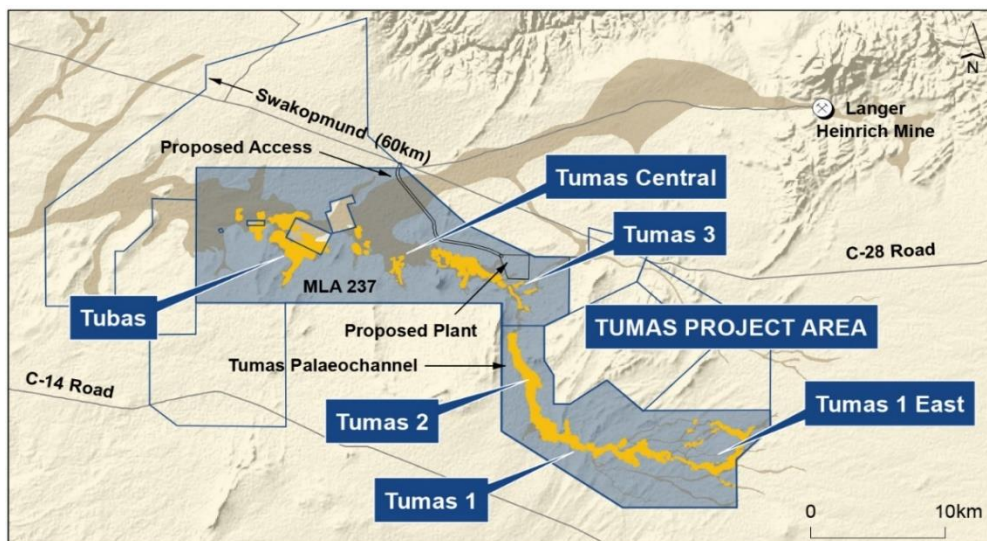 N
Swakopmund (60km)
Langer
Heinrich Mine
Proposed Access
Tumas Central
Tumas 3
C-28 Road
MLA 237
Tubas
Proposed Plant
TUMAS PROJECT AREA
Tumas Palaeochannel
C-14 Road
Tumas 2
Tumas 1 East
Tumas 1
0 10km